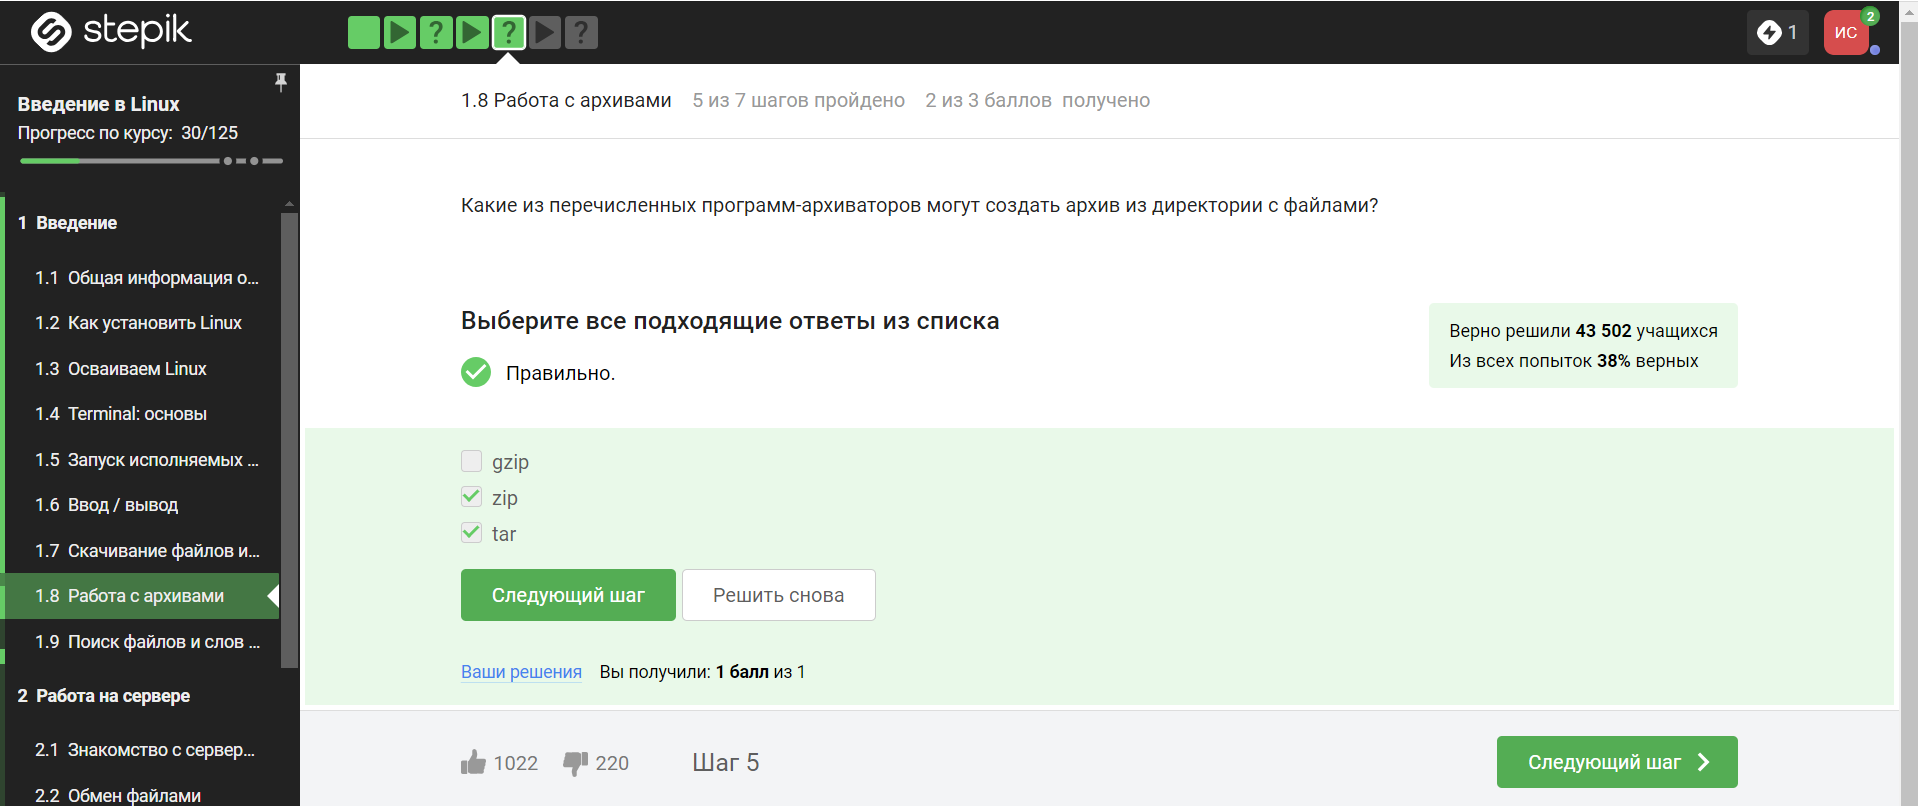 stepik
?
?
?
1
ИС
2
Введение в Linux
Прогресс по курсу: 30/125
1 Введение
1.1 Общая информация о...
1.2 Как установить Linux
1.3 Осваиваем Linux
1.4 Terminal: основы
1.5 Запуск исполняемых ...
1.6 Ввод / вывод
1.7 Скачивание файлов и...
1.8 Работа с архивами
1.9 Поиск файлов и слов ...
2 Работа на сервере
2.1 Знакомство с сервер...
2.2 Обмен файлами
1.8 Работа с архивами 5 из 7 шагов пройдено 2 из 3 баллов получено
Какие из перечисленных программ-архиваторов могут создать архив из директории с файлами?
Выберите все подходящие ответы из списка
Правильно.
Верно решили 43 502 учащихся
Из всех попыток 38% верных
gzip
zip
tar
Следующий шаг
Решить снова
Ваши решения Вы получили: 1 балл из 1
1022 220 Шаг 5
Следующий шаг